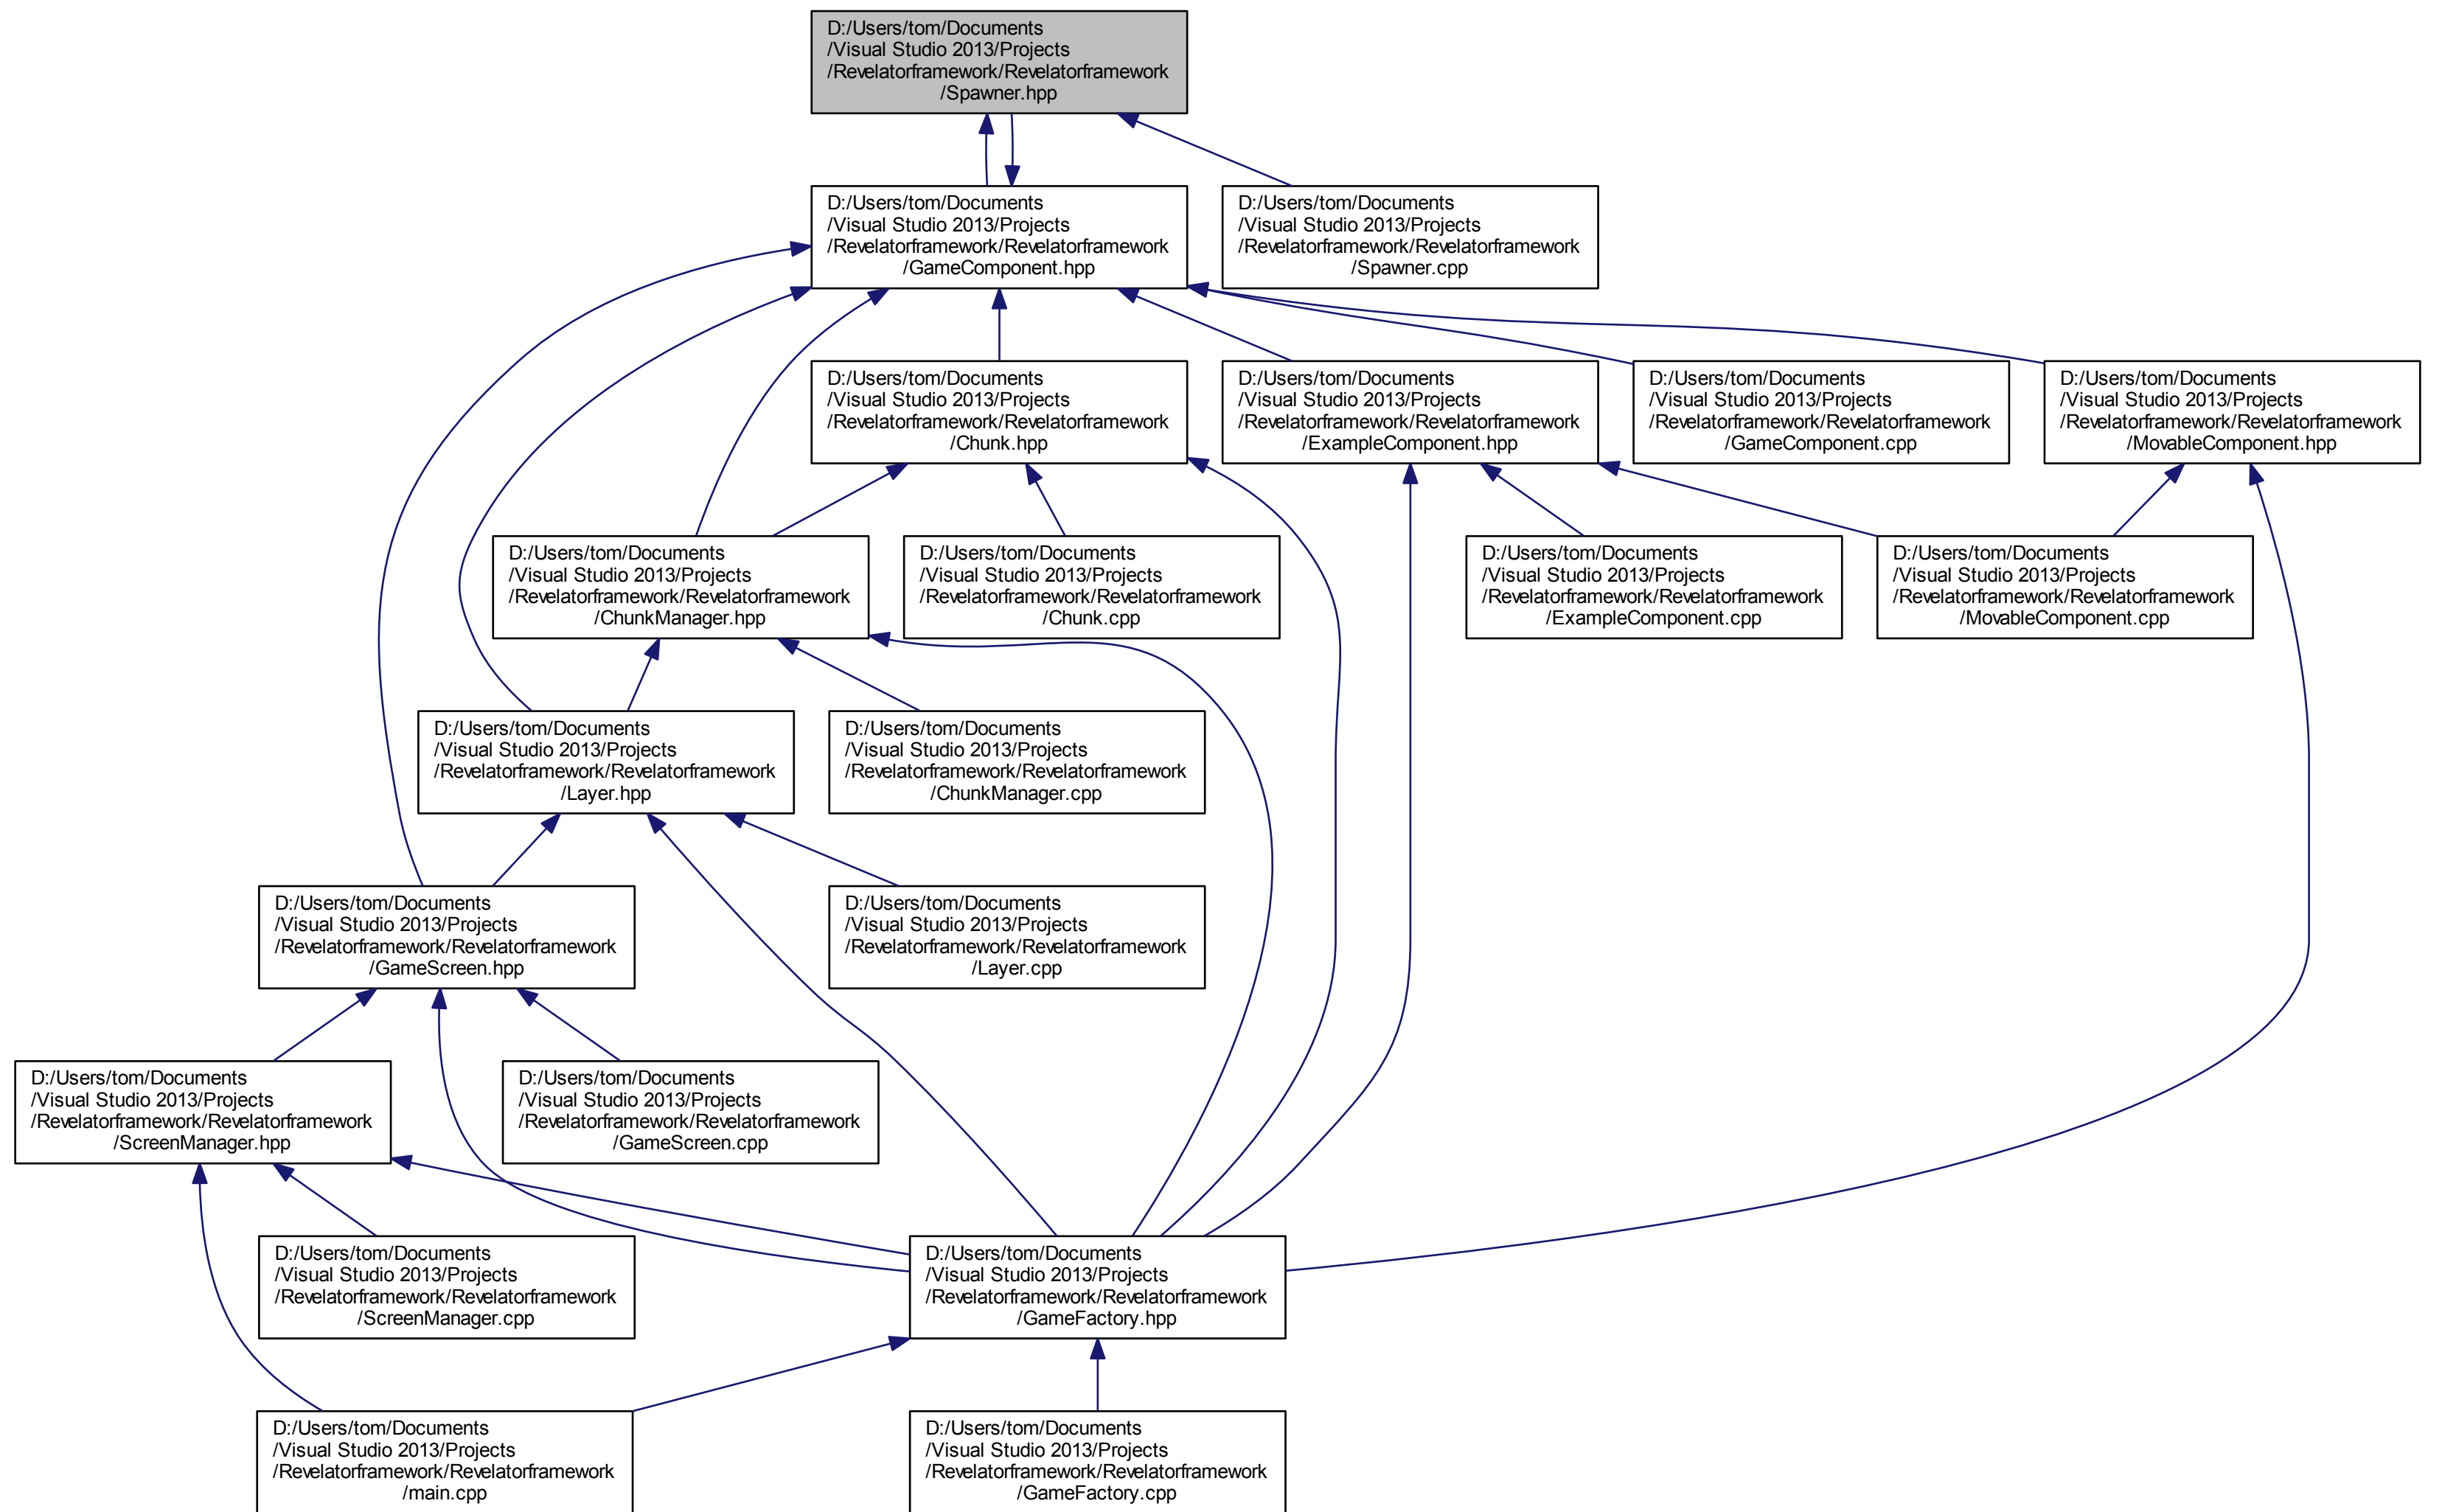 D:/Users/tom/Documents
/Visual Studio 2013/Projects
/Revelatorframework/Revelatorframework
/Spawner.hpp
D:/Users/tom/Documents
/Visual Studio 2013/Projects
/Revelatorframework/Revelatorframework
/GameComponent.hpp
D:/Users/tom/Documents
/Visual Studio 2013/Projects
/Revelatorframework/Revelatorframework
/Spawner.cpp
D:/Users/tom/Documents
/Visual Studio 2013/Projects
/Revelatorframework/Revelatorframework
/Chunk.hpp
D:/Users/tom/Documents
/Visual Studio 2013/Projects
/Revelatorframework/Revelatorframework
/ExampleComponent.hpp
D:/Users/tom/Documents
/Visual Studio 2013/Projects
/Revelatorframework/Revelatorframework
/GameComponent.cpp
D:/Users/tom/Documents
/Visual Studio 2013/Projects
/Revelatorframework/Revelatorframework
/MovableComponent.hpp
D:/Users/tom/Documents
/Visual Studio 2013/Projects
/Revelatorframework/Revelatorframework
/ChunkManager.hpp
D:/Users/tom/Documents
/Visual Studio 2013/Projects
/Revelatorframework/Revelatorframework
/Chunk.cpp
D:/Users/tom/Documents
/Visual Studio 2013/Projects
/Revelatorframework/Revelatorframework
/ExampleComponent.cpp
D:/Users/tom/Documents
/Visual Studio 2013/Projects
/Revelatorframework/Revelatorframework
/MovableComponent.cpp
D:/Users/tom/Documents
/Visual Studio 2013/Projects
/Revelatorframework/Revelatorframework
/Layer.hpp
D:/Users/tom/Documents
/Visual Studio 2013/Projects
/Revelatorframework/Revelatorframework
/ChunkManager.cpp
D:/Users/tom/Documents
/Visual Studio 2013/Projects
/Revelatorframework/Revelatorframework
/GameScreen.hpp
D:/Users/tom/Documents
/Visual Studio 2013/Projects
/Revelatorframework/Revelatorframework
/Layer.cpp
D:/Users/tom/Documents
/Visual Studio 2013/Projects
/Revelatorframework/Revelatorframework
/ScreenManager.hpp
D:/Users/tom/Documents
/Visual Studio 2013/Projects
/Revelatorframework/Revelatorframework
/GameScreen.cpp
D:/Users/tom/Documents
/Visual Studio 2013/Projects
/Revelatorframework/Revelatorframework
/ScreenManager.cpp
D:/Users/tom/Documents
/Visual Studio 2013/Projects
/Revelatorframework/Revelatorframework
/GameFactory.hpp
D:/Users/tom/Documents
/Visual Studio 2013/Projects
/Revelatorframework/Revelatorframework
/main.cpp
D:/Users/tom/Documents
/Visual Studio 2013/Projects
/Revelatorframework/Revelatorframework
/GameFactory.cpp